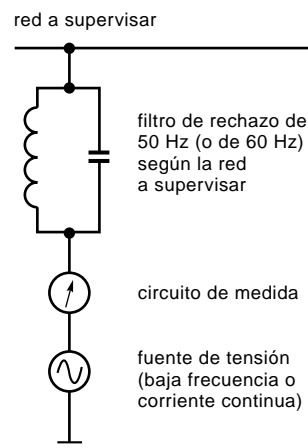 red a supervisar
filtro de rechazo de
50 Hz (o de 60 Hz)
según la red
a supervisar
circuito de medida
fuente de tensión
(baja frecuencia o
corriente continua)